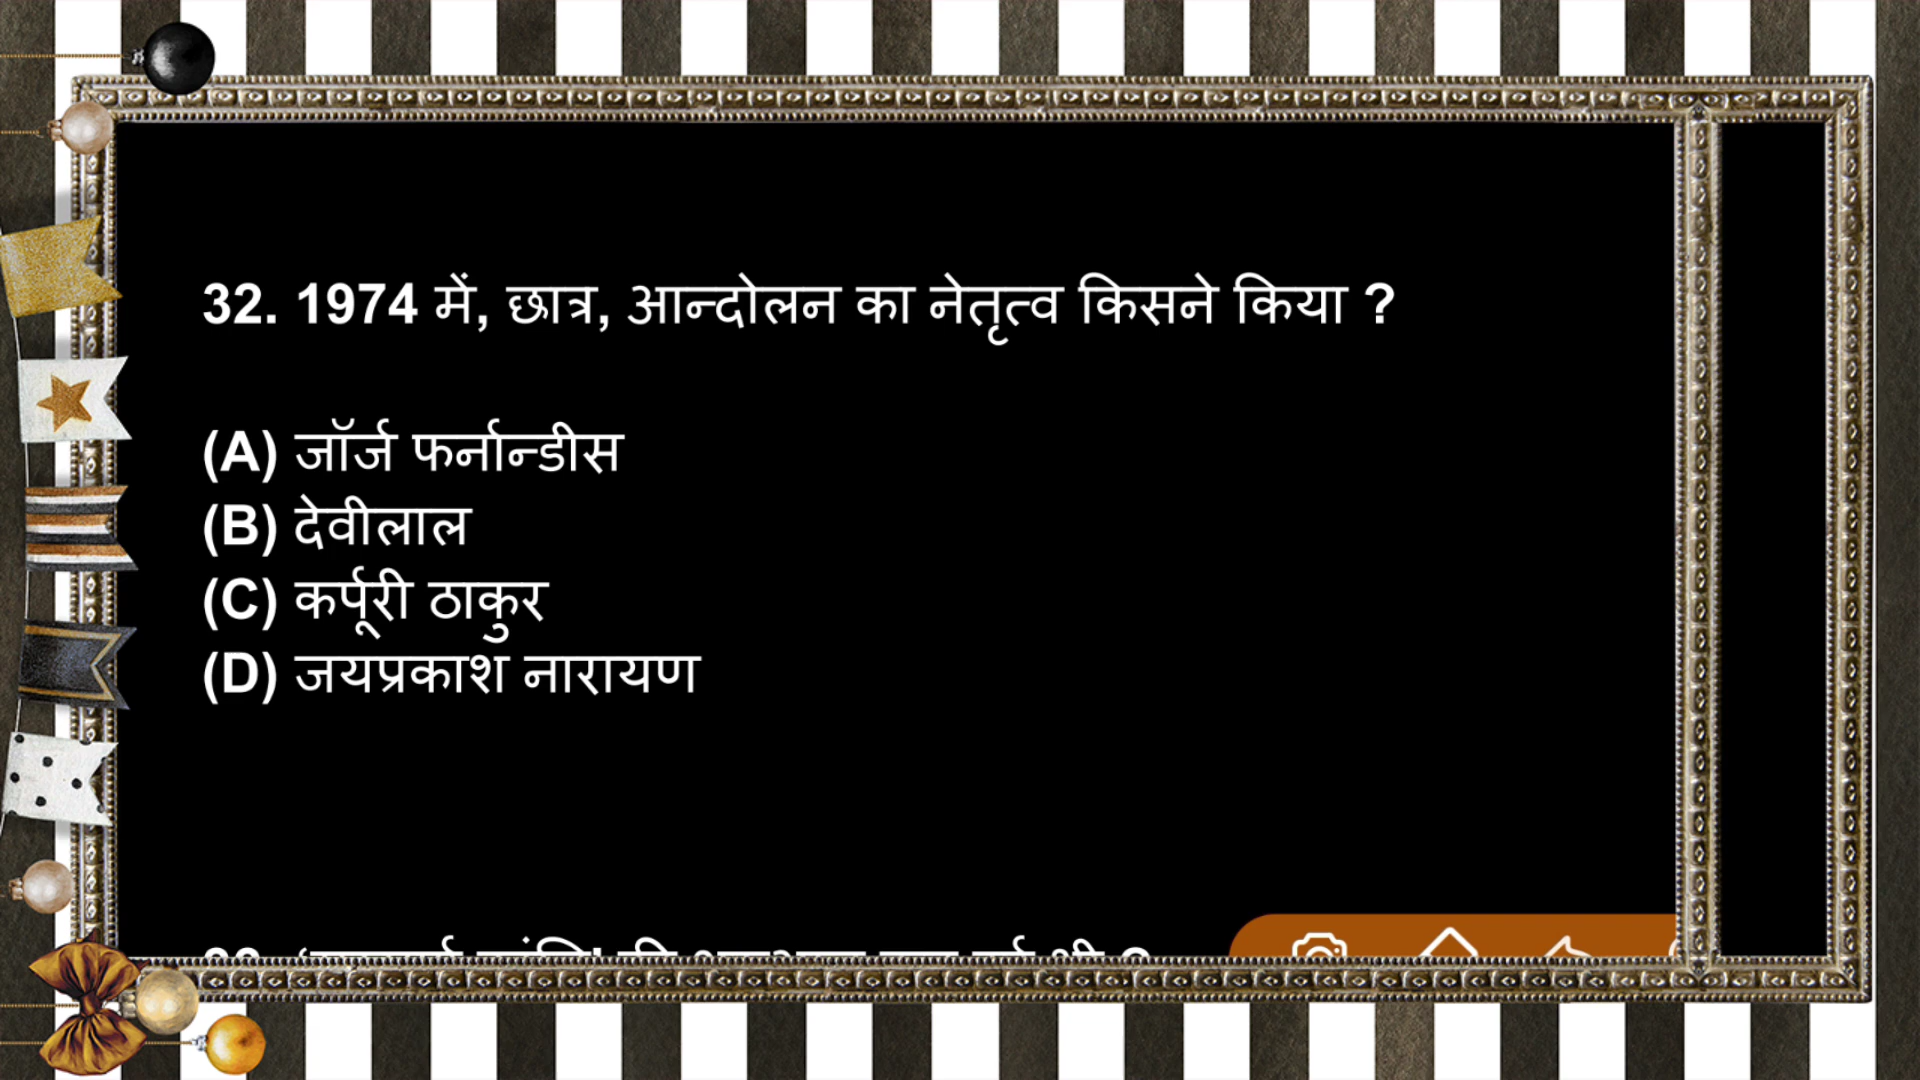 32. 1974 में, छात्र, आन्दोलन का नेतृत्व किसने किया ?
(A) जॉर्ज फर्नान्डीस
(B) देवीलाल
(C) कर्पूरी ठाकुर
(D) जयप्रकाश नारायण